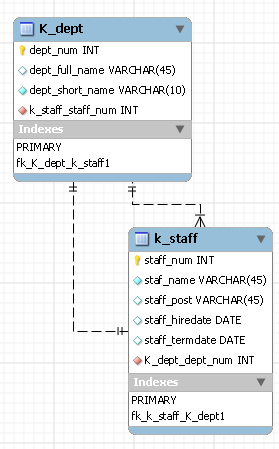 K_dept
dept_num INT
dept_full_name VARCHAR(45)
dept_short_name VARCHAR(10)
k_staff_staff_num INT
Indexes
PRIMARY
fk_K_dept_k_staff1
k_staff
staff_num INT
staf_name VARCHAR(45)
staff_post VARCHAR(45)
staff_hiredate DATE
staff_termdate DATE
K_dept_dept_num INT
Indexes
PRIMARY
fk_k_staff_K_dept1